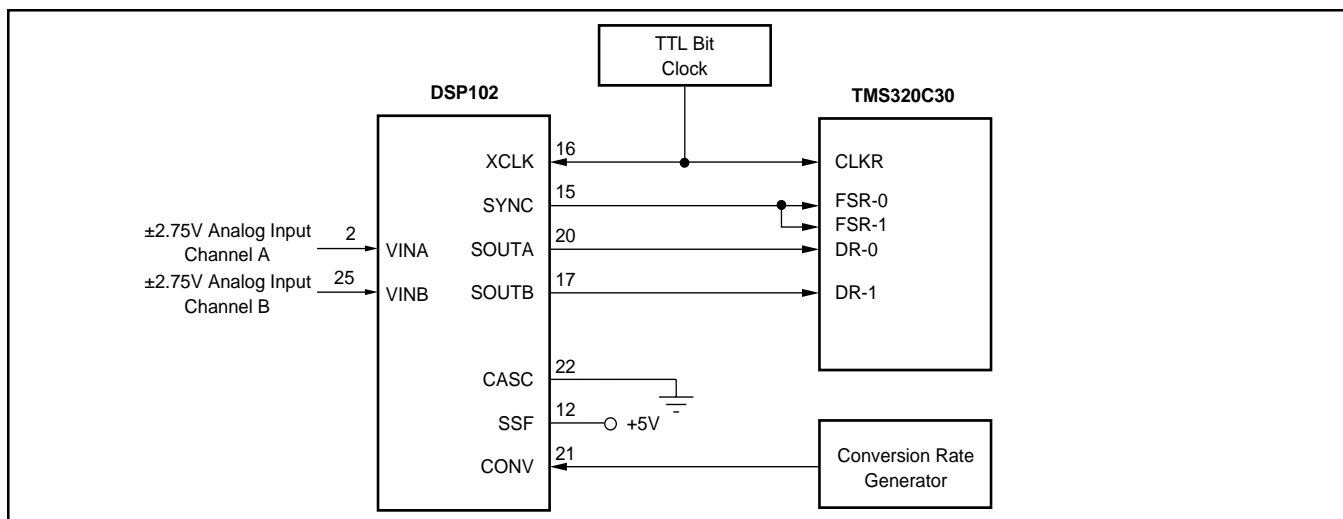 TTL Bit
Clock
DSP102
TMS320C30
XCLK
16
CLKR
SYNC
15
FSR-0
FSR-1
±2.75V Analog Input
Channel A
2
VINA
SOUTA
20
DR-0
±2.75V Analog Input
Channel B
25
VINB
SOUTB
17
DR-1
CASC
22
SSF
12
+5V
CONV
21
Conversion Rate
Generator